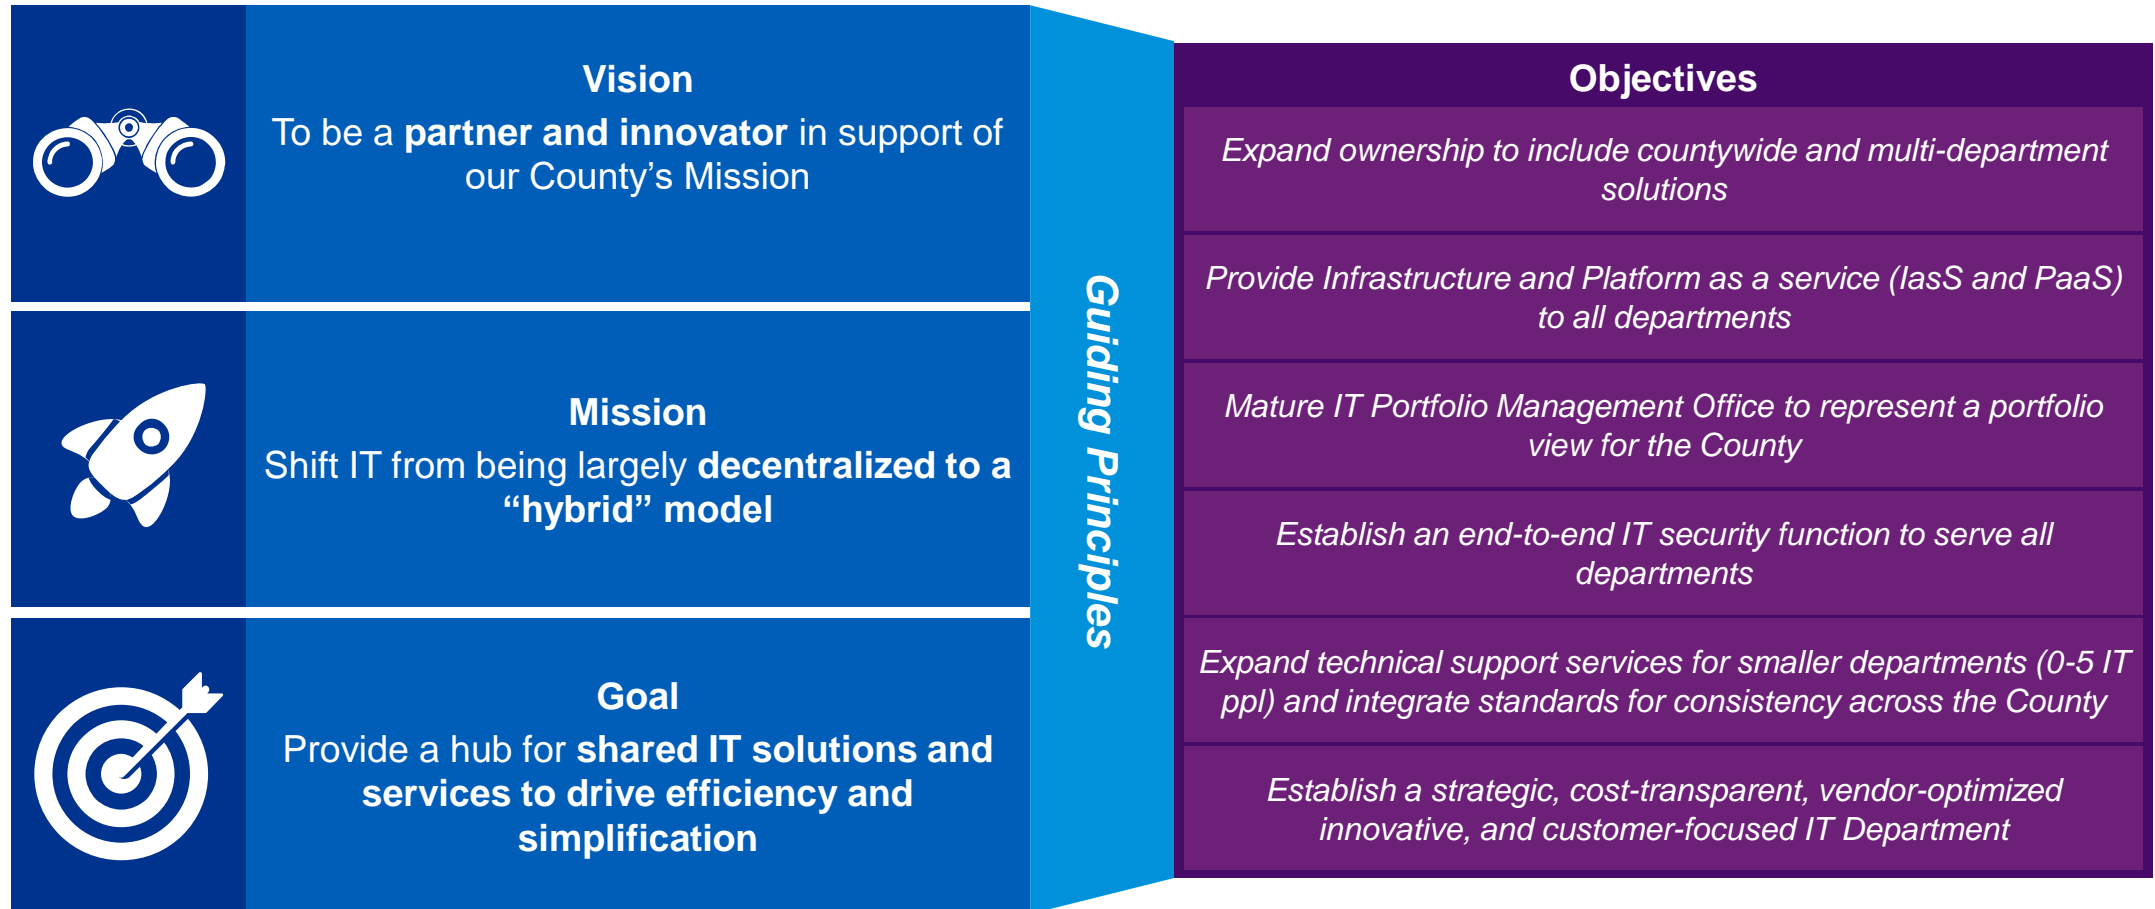 Vision
To be a partner and innovator in support of
our County’s Mission
Mission
Shift IT from being largely decentralized to a
“hybrid” model
Goal
Provide a hub for shared IT solutions and
services to drive efficiency and
simplification
Guiding Principles
Objectives
Expand ownership to include countywide and multi-department
solutions
Provide Infrastructure and Platform as a service (IasS and PaaS)
to all departments
Mature IT Portfolio Management Office to represent a portfolio
view for the County
Establish an end-to-end IT security function to serve all
departments
Expand technical support services for smaller departments (0-5 IT
ppl) and integrate standards for consistency across the County
Establish a strategic, cost-transparent, vendor-optimized
innovative, and customer-focused IT Department